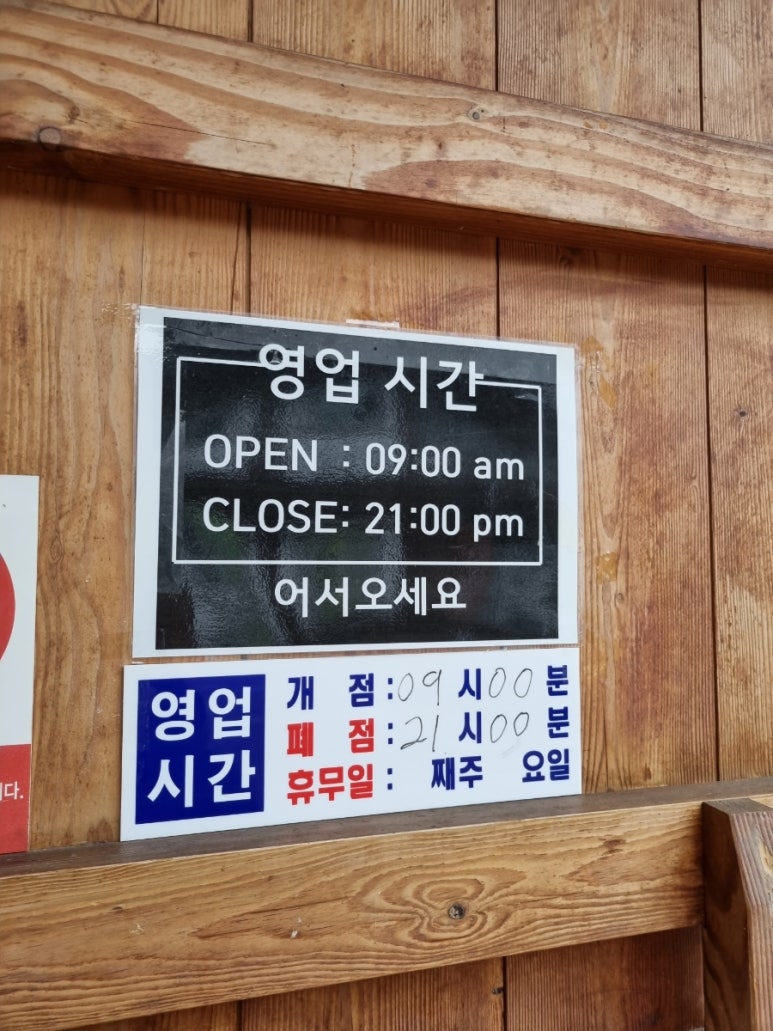 영업 시간
OPEN : 09:00 am
CLOSE: 21:00 pm
어서오세요
영업
시간
개 점 : 09 시 00 분
폐 점 : 21 시 00 분
휴무일 : 째주 요일
다.